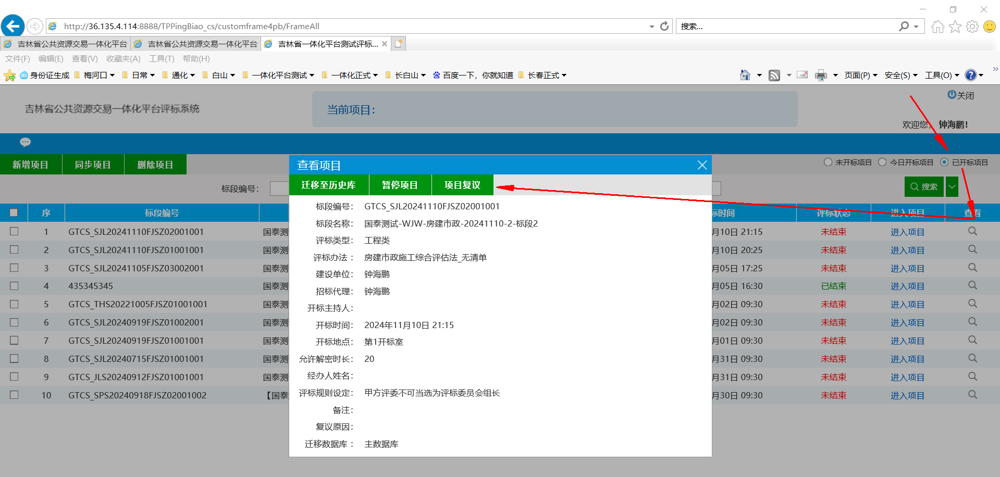 http://36.135.4.114:8888/TPPingBiao_cs/customframe4pb/FrameAll
搜索...
吉林省公共资源交易一体化平台
吉林省公共资源交易一体化平台
吉林省一体化平台测试评标...
文件(F) 编辑(E) 查看(V) 收藏夹(A) 工具(T) 帮助(H)
身份证生成 梅河口 日常 通化 白山 一体化平台测试 一体化正式 长白山 百度一下，你就知道 长春正式 页面(P) 安全(S) 工具(O)
吉林省公共资源交易一体化平台评标系统
当前项目：
关闭
欢迎您，钟海鹏！
新增项目 同步项目 删除项目
未开标项目 今日开标项目 已开标项目
标段编号：
搜索
序 标段编号 标时间 评标状态 进入项目 查看
1 GTCS_SJL20241110FJSZ02001001 国泰测 月10日 21:15 未结束 进入项目
2 GTCS_SJL20241110FJSZ01001001 国泰测 月10日 20:25 未结束 进入项目
3 GTCS_SJL20241105FJSZ03002001 国泰测 月05日 17:25 未结束 进入项目
4 435345345 国泰测 月05日 16:30 已结束 进入项目
5 GTCS_THS20221005FJSZ01001001 国泰测 月02日 09:30 未结束 进入项目
6 GTCS_SJL20240919FJSZ01002001 国泰测 月02日 09:30 未结束 进入项目
7 GTCS_SJL20240919FJSZ01001001 国泰测 月01日 09:30 未结束 进入项目
8 GTCS_SJL20240715FJSZ01001001 国泰测 月31日 09:30 未结束 进入项目
9 GTCS_JLS20240912FJSZ01001001 国泰测 月31日 09:30 未结束 进入项目
10 GTCS_SPS20240918FJSZ02001002 【国泰 月30日 09:30 未结束 进入项目
查看项目
迁移至历史库 暂停项目 项目复议
标段编号： GTCS_SJL20241110FJSZ02001001
标段名称： 国泰测试-WJW-房建市政-20241110-2-标段2
评标类型： 工程类
评标办法： 房建市政施工综合评估法_无清单
建设单位： 钟海鹏
招标代理： 钟海鹏
开标主持人：
开标时间： 2024年11月10日 21:15
开标地点： 第1开标室
允许解密时长： 20
经办人姓名：
评标规则设定： 甲方评委不可当选为评标委员会组长
备注：
复议原因：
迁移数据库： 主数据库